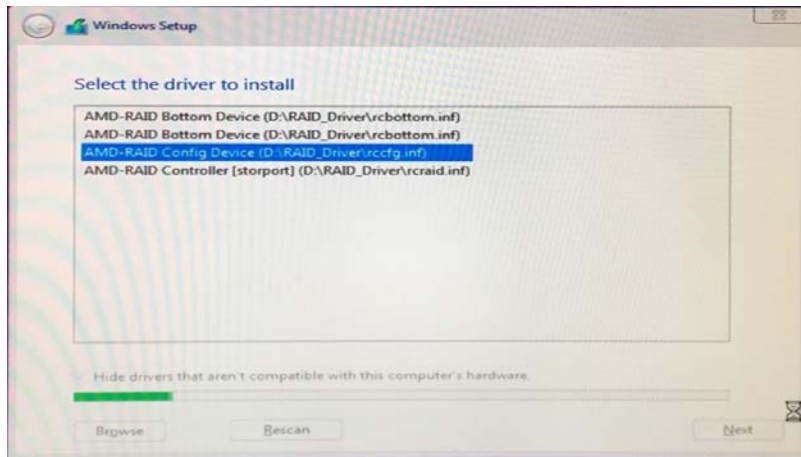 Windows Setup
Select the driver to install
AMD-RAID Bottom Device (D:\RAID_Driver\rcbottom.inf)
AMD-RAID Bottom Device (D:\RAID_Driver\rcbottom.inf)
AMD-RAID Config Device (D:\RAID_Driver\rccfg.inf)
AMD-RAID Controller [storport] (D:\RAID_Driver\rcraid.inf)
Hide drivers that aren't compatible with this computer's hardware.
Browse Rescan Next